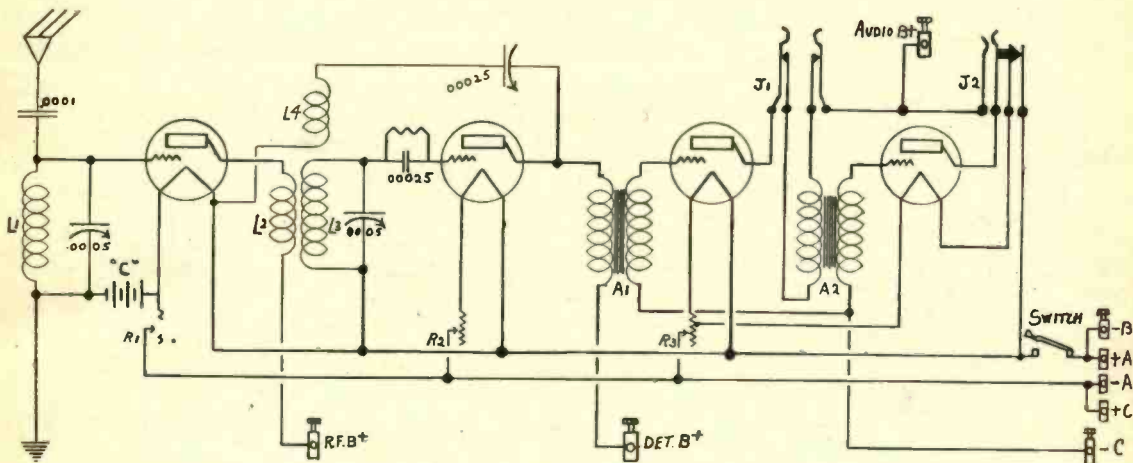 .0001
L1
.0005
"C"
R1
S.
L4
L2
L3
.0005
.00025
.00025
R2
A1
DET. B+
R.F. B+
R3
J1
AUDIO B+
J2
A2
SWITCH
-B
+A
-A
+C
-C